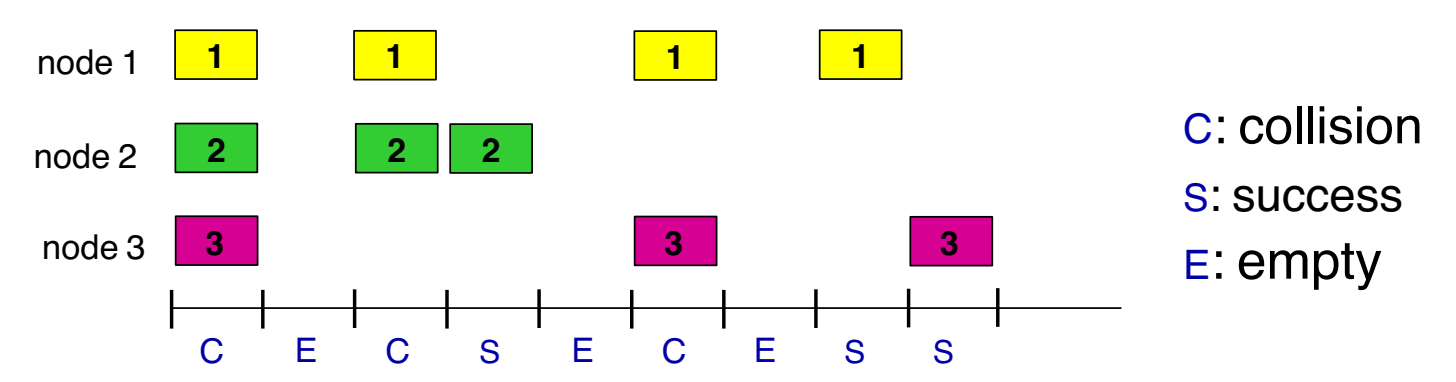 node 1 1 1 1 1
node 2 2 2 2
node 3 3 3 3
C E C S E C E S S
C: collision
S: success
E: empty